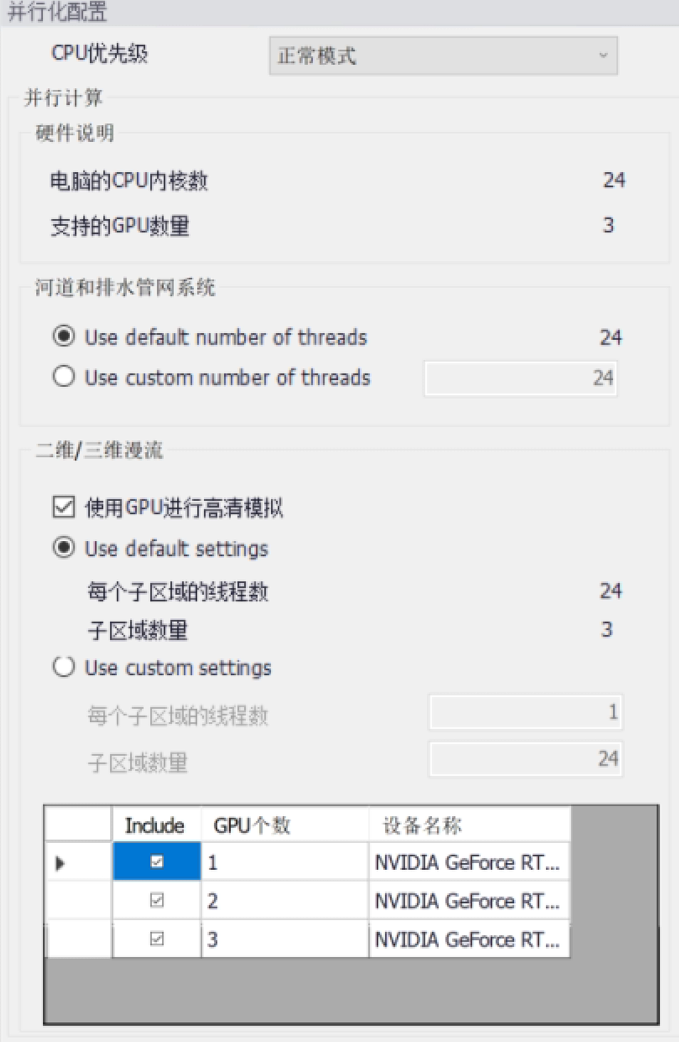 并行化配置
CPU优先级 正常模式
并行计算
硬件说明
电脑的CPU内核数 24
支持的GPU数量 3
河道和排水管网系统
Use default number of threads 24
Use custom number of threads 24
二维/三维漫流
使用GPU进行高清模拟
Use default settings
每个子区域的线程数 24
子区域数量 3
Use custom settings
每个子区域的线程数 1
子区域数量 24
Include GPU个数 设备名称
1 NVIDIA GeForce RT...
2 NVIDIA GeForce RT...
3 NVIDIA GeForce RT...